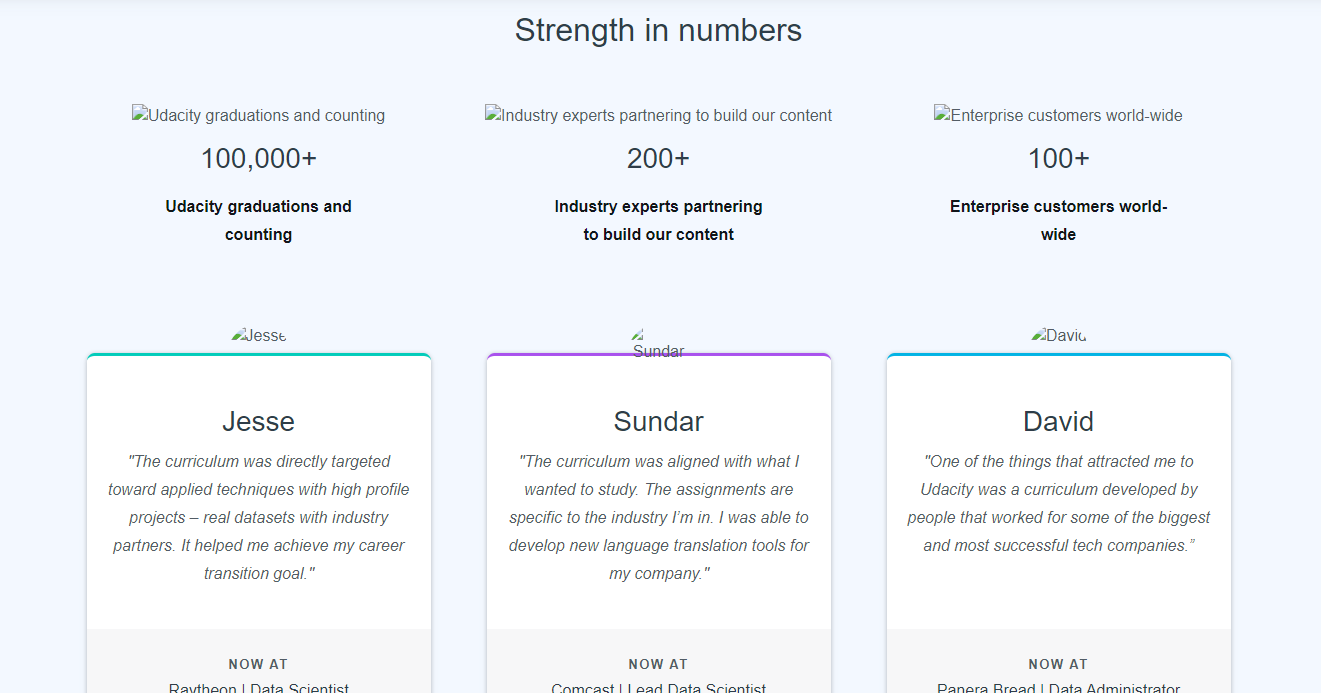 Strength in numbers
Udacity graduations and counting
Industry experts partnering to build our content
Enterprise customers world-wide
100,000+
200+
100+
Udacity graduations and
counting
Industry experts partnering
to build our content
Enterprise customers world-
wide
Jesse
Sundar
David
Jesse
"The curriculum was directly targeted
toward applied techniques with high profile
projects – real datasets with industry
partners. It helped me achieve my career
transition goal."
NOW AT
Raytheon | Data Scientist
Sundar
"The curriculum was aligned with what I
wanted to study. The assignments are
specific to the industry I’m in. I was able to
develop new language translation tools for
my company."
NOW AT
Comcast | Lead Data Scientist
David
"One of the things that attracted me to
Udacity was a curriculum developed by
people that worked for some of the biggest
and most successful tech companies.”
NOW AT
Panera Bread | Data Administrator